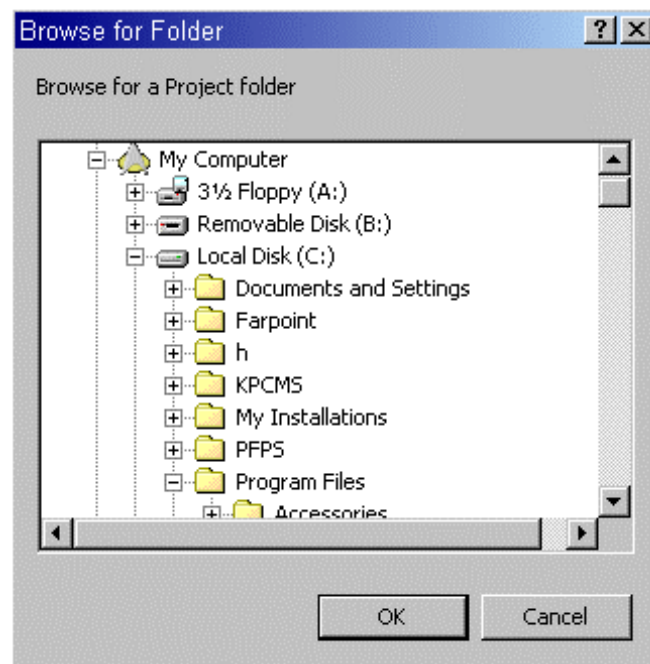 Browse for Folder
Browse for a Project folder
My Computer
3½ Floppy (A:)
Removable Disk (B:)
Local Disk (C:)
Documents and Settings
Farpoint
h
KPCMS
My Installations
PFPS
Program Files
Accessories
OK Cancel